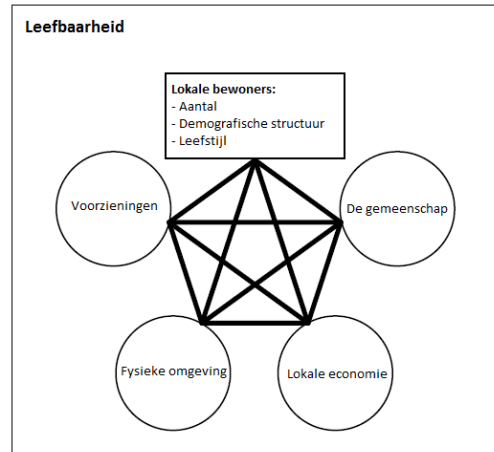 Leefbaarheid
Lokale bewoners:
- Aantal
- Demografische structuur
- Leefstijl
Voorzieningen
De gemeenschap
Fysieke omgeving
Lokale economie